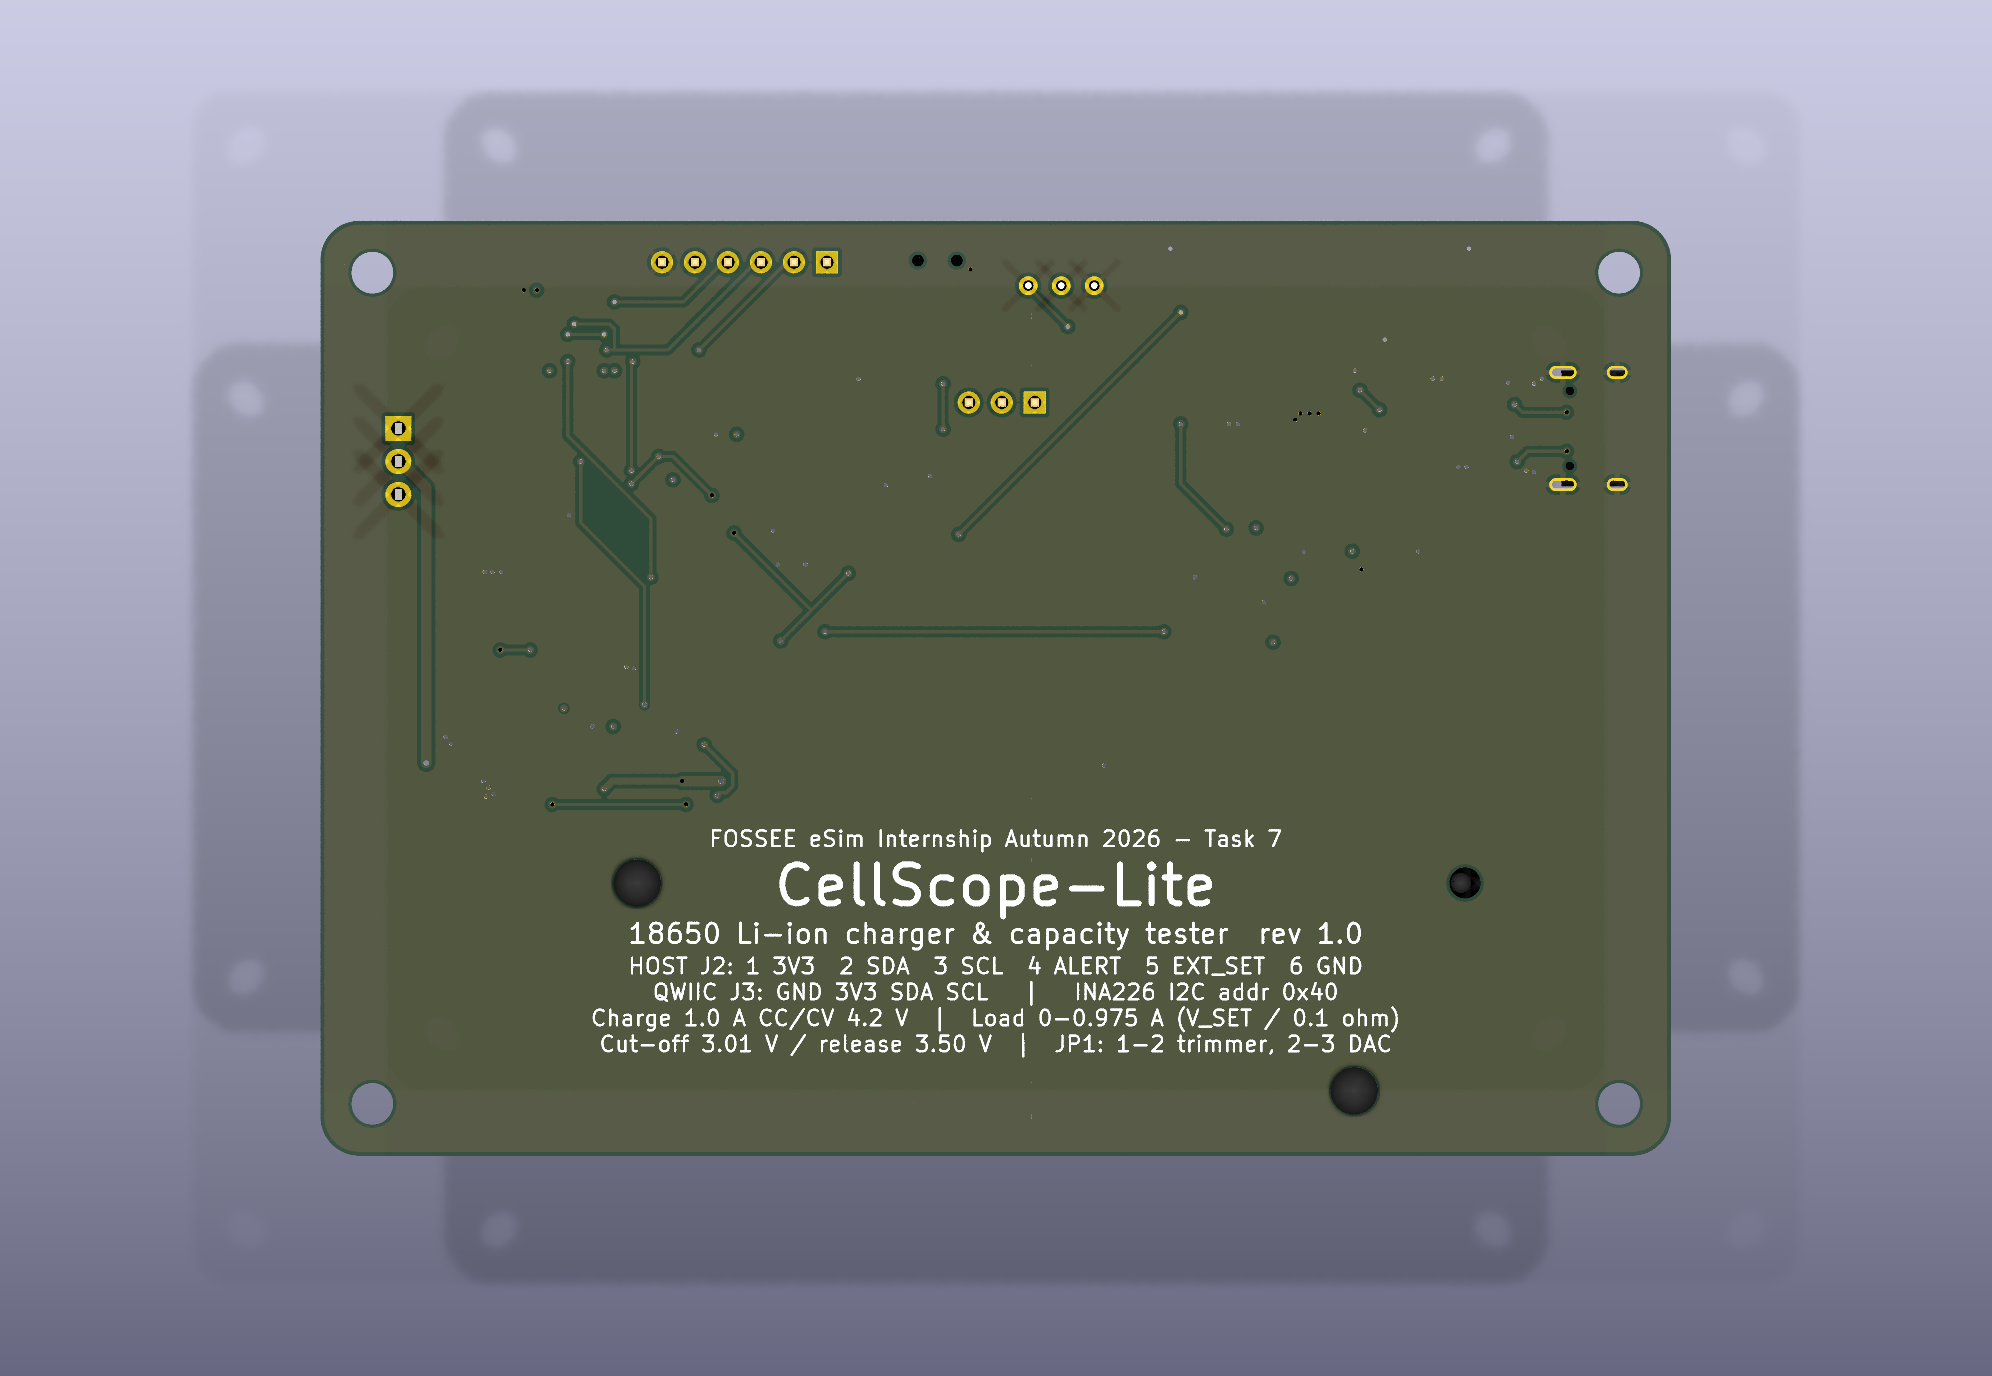 FOSSEE eSim Internship Autumn 2026 – Task 7
CellScope–Lite
18650 Li–ion charger & capacity tester rev 1.0
HOST J2: 1 3V3 2 SDA 3 SCL 4 ALERT 5 EXT_SET 6 GND
QWIIC J3: GND 3V3 SDA SCL | INA226 I2C addr 0x40
Charge 1.0 A CC/CV 4.2 V | Load 0–0.975 A (V_SET / 0.1 ohm)
Cut–off 3.01 V / release 3.50 V | JP1: 1–2 trimmer, 2–3 DAC